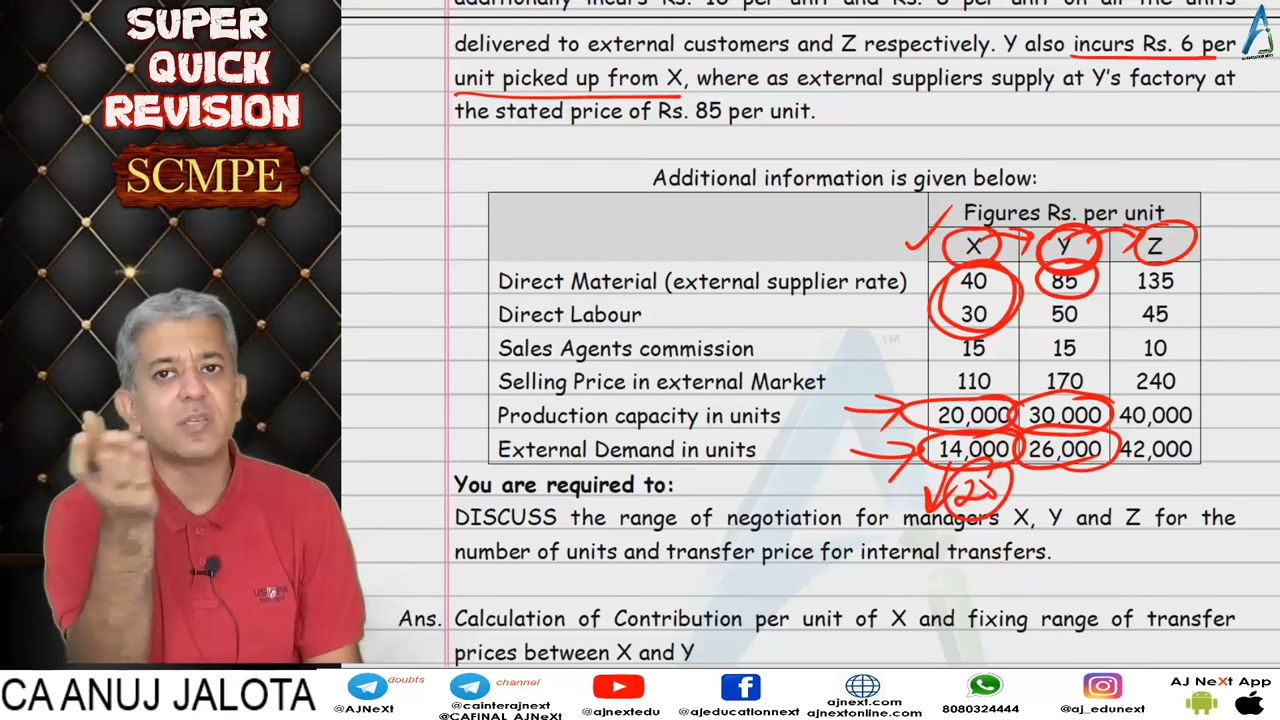 SUPER
QUICK
REVISION
SCMPE
delivered to external customers and Z respectively. Y also incurs Rs. 6 per
unit picked up from X, where as external suppliers supply at Y's factory at
the stated price of Rs. 85 per unit.
Additional information is given below:
Figures Rs. per unit
X Y Z
Direct Material (external supplier rate) 40 85 135
Direct Labour 30 50 45
Sales Agents commission 15 15 10
Selling Price in external Market 110 170 240
Production capacity in units 20,000 30,000 40,000
External Demand in units 14,000 26,000 42,000
You are required to:
DISCUSS the range of negotiation for managers X, Y and Z for the
number of units and transfer price for internal transfers.
Ans. Calculation of Contribution per unit of X and fixing range of transfer
prices between X and Y
TM
CA ANUJ JALOTA
doubts
@AJNeXt
channel
@cainterajnext
@CAFINAL_AJNeXt
@ajnextedu
@ajeducationnext
ajnext.com
ajnextonline.com
8080324444
@aj_edunext
AJ NeXt App